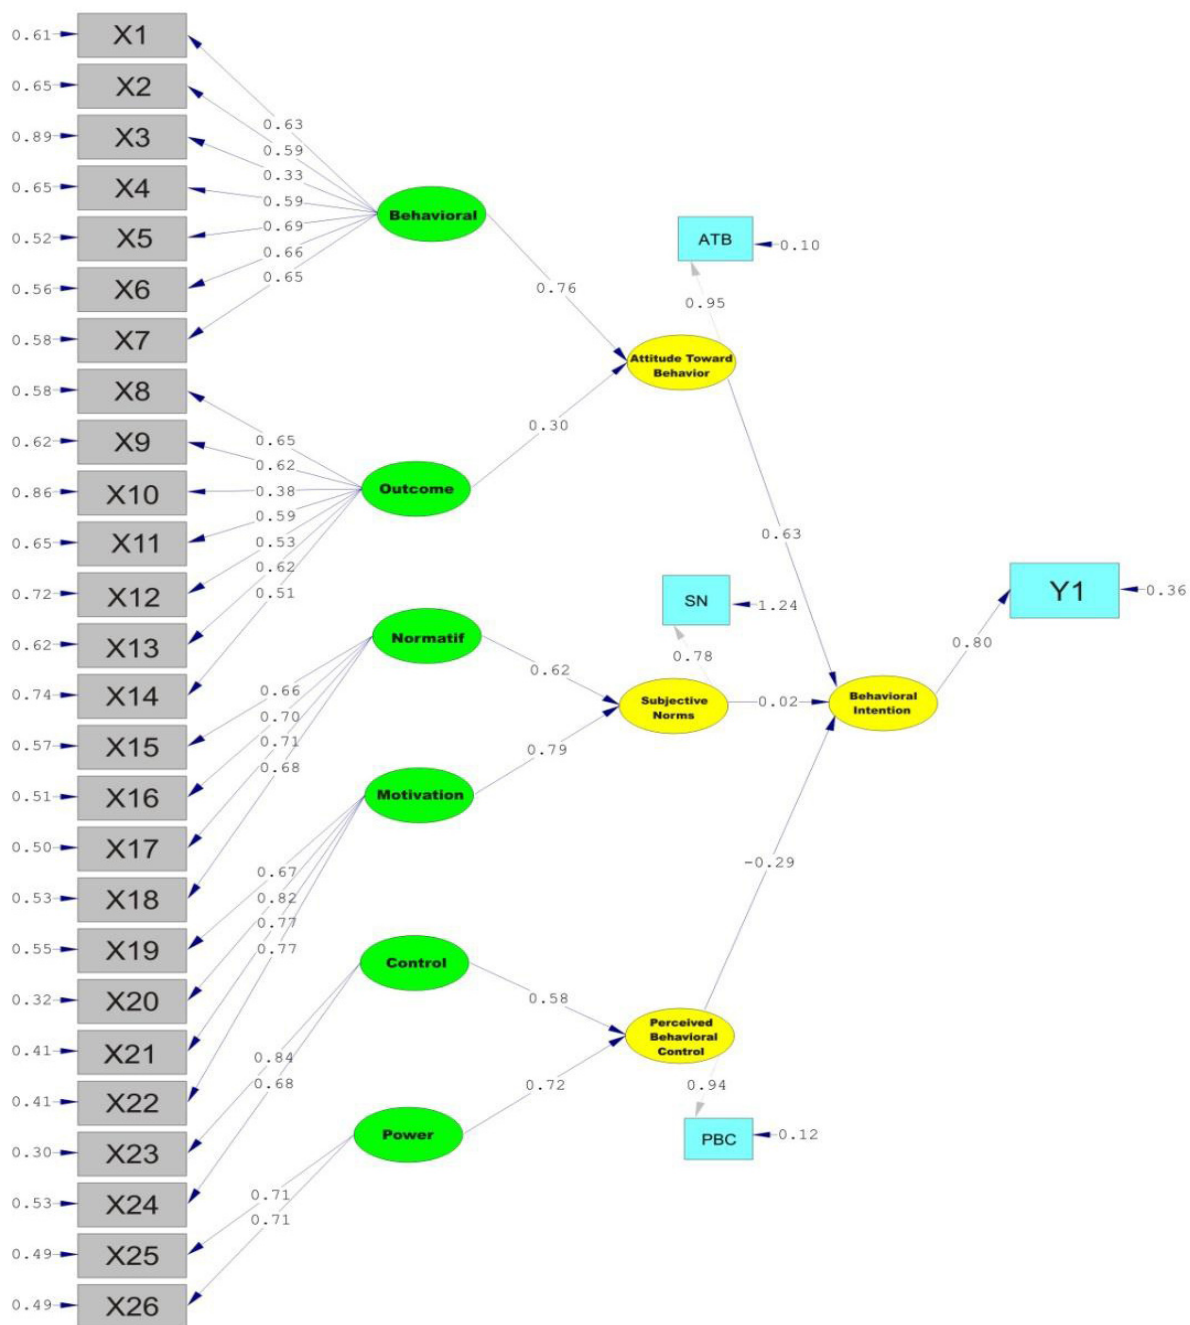 0.61 X1
0.65 X2
0.89 X3
0.65 X4
0.52 X5
0.56 X6
0.58 X7
0.58 X8
0.62 X9
0.86 X10
0.65 X11
0.72 X12
0.62 X13
0.74 X14
0.57 X15
0.51 X16
0.50 X17
0.53 X18
0.55 X19
0.32 X20
0.41 X21
0.41 X22
0.30 X23
0.53 X24
0.49 X25
0.49 X26
0.63
0.59
0.33
0.59
0.69
0.66
0.65
0.65
0.62
0.38
0.59
0.53
0.62
0.51
0.66
0.70
0.71
0.68
0.67
0.82
0.77
0.77
0.84
0.68
0.71
0.71
Behavioral
Outcome
Normatif
Motivation
Control
Power
0.76
0.30
0.62
0.79
0.58
0.72
ATB
0.10
0.95
Attitude Toward
Behavior
SN
1.24
0.78
Subjective
Norms
Perceived
Behavioral
Control
0.94
PBC
0.12
0.63
0.02
-0.29
Behavioral
Intention
0.80
Y1
0.36